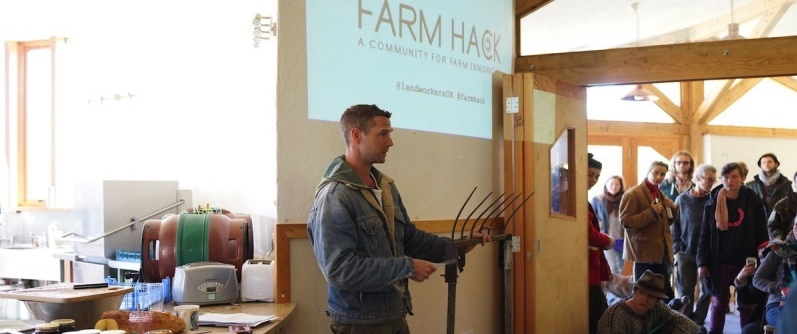 FARM HACK
A COMMUNITY FOR FARM INNOVATION
@landworkersUK #farmhack